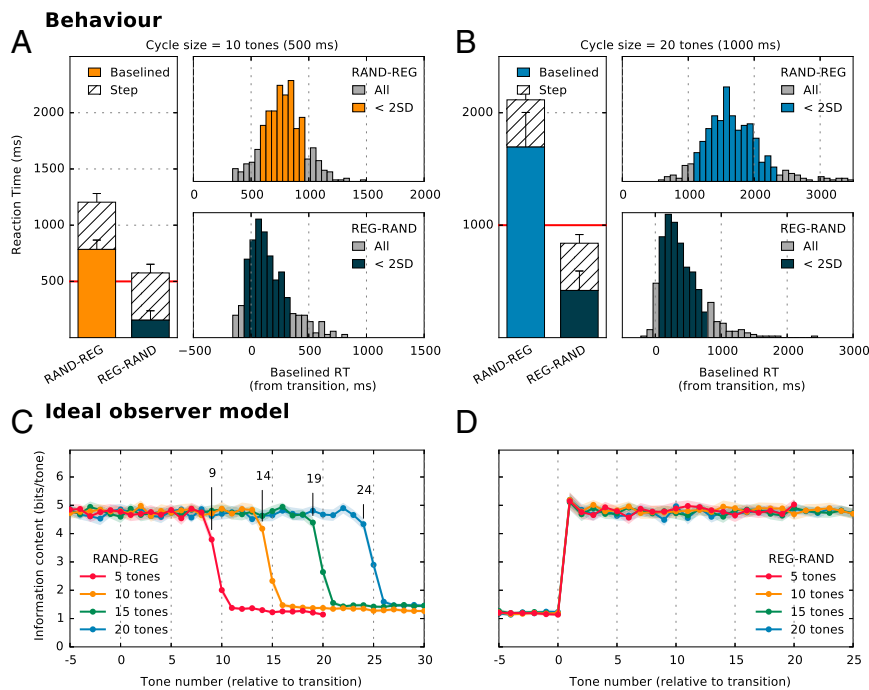 Behaviour
A
Cycle size = 10 tones (500 ms)
Reaction Time (ms)
2000
1500
1000
500
Baselined
Step
RAND-REG
REG-RAND
RAND-REG
All
< 2SD
0 500 1000 1500 2000
REG-RAND
All
< 2SD
−500 0 500 1000 1500
Baselined RT
(from transition, ms)
B
Cycle size = 20 tones (1000 ms)
2000
1000
Baselined
Step
RAND-REG
REG-RAND
RAND-REG
All
< 2SD
0 1000 2000 3000
REG-RAND
All
< 2SD
0 1000 2000 3000
Baselined RT
(from transition, ms)
Ideal observer model
C
Information content (bits/tone)
6
5
4
3
2
1
0
9
14
19
24
RAND-REG
5 tones
10 tones
15 tones
20 tones
-5 0 5 10 15 20 25 30
Tone number (relative to transition)
D
REG-RAND
5 tones
10 tones
15 tones
20 tones
-5 0 5 10 15 20 25
Tone number (relative to transition)